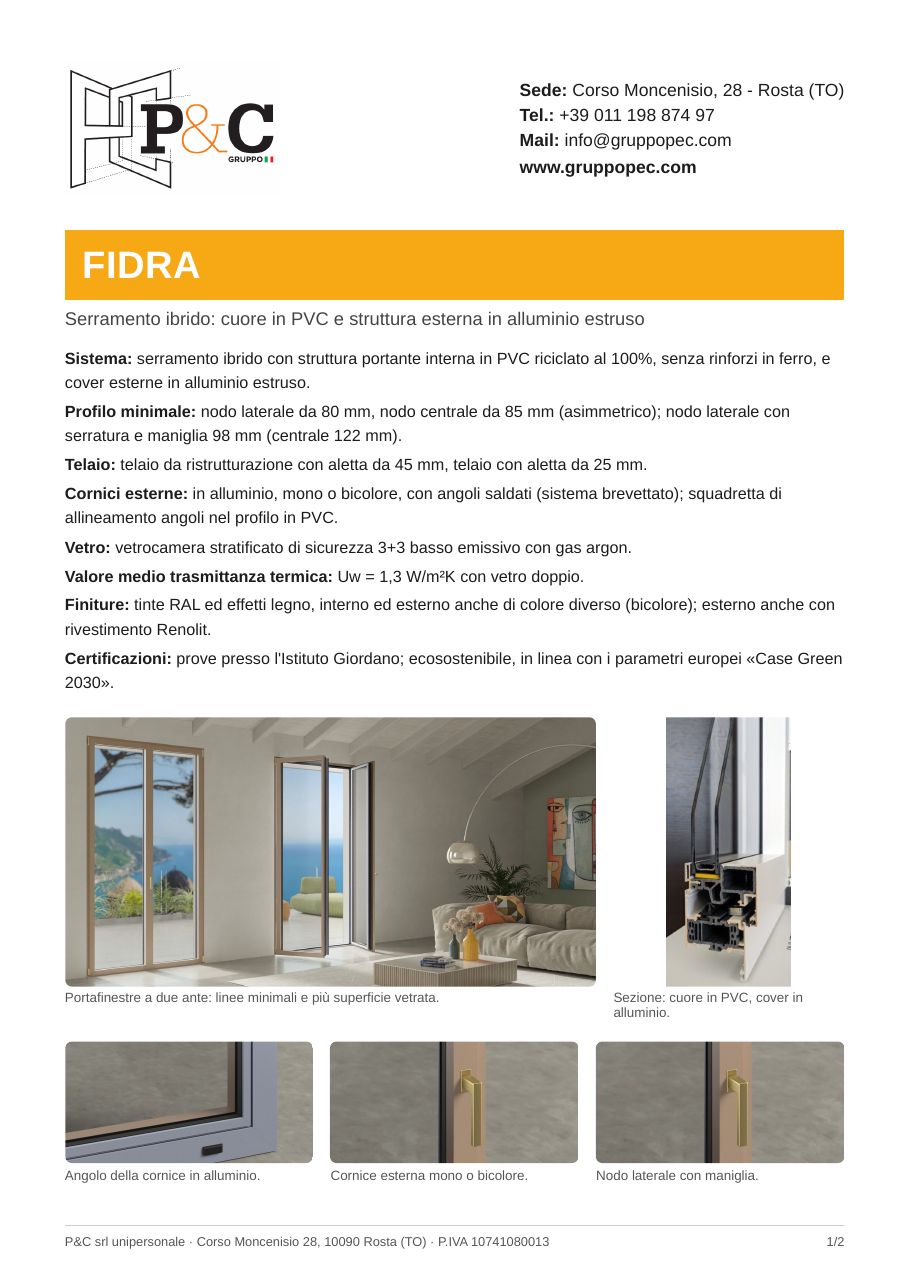 P&C
GRUPPO
Sede: Corso Moncenisio, 28 - Rosta (TO)
Tel.: +39 011 198 874 97
Mail: info@gruppopec.com
www.gruppopec.com
FIDRA
Serramento ibrido: cuore in PVC e struttura esterna in alluminio estruso
Sistema: serramento ibrido con struttura portante interna in PVC riciclato al 100%, senza rinforzi in ferro, e
cover esterne in alluminio estruso.
Profilo minimale: nodo laterale da 80 mm, nodo centrale da 85 mm (asimmetrico); nodo laterale con
serratura e maniglia 98 mm (centrale 122 mm).
Telaio: telaio da ristrutturazione con aletta da 45 mm, telaio con aletta da 25 mm.
Cornici esterne: in alluminio, mono o bicolore, con angoli saldati (sistema brevettato); squadretta di
allineamento angoli nel profilo in PVC.
Vetro: vetrocamera stratificato di sicurezza 3+3 basso emissivo con gas argon.
Valore medio trasmittanza termica: Uw = 1,3 W/m²K con vetro doppio.
Finiture: tinte RAL ed effetti legno, interno ed esterno anche di colore diverso (bicolore); esterno anche con
rivestimento Renolit.
Certificazioni: prove presso l'Istituto Giordano; ecosostenibile, in linea con i parametri europei «Case Green
2030».
Portafinestre a due ante: linee minimali e più superficie vetrata.
Sezione: cuore in PVC, cover in
alluminio.
Angolo della cornice in alluminio.
Cornice esterna mono o bicolore.
Nodo laterale con maniglia.
P&C srl unipersonale · Corso Moncenisio 28, 10090 Rosta (TO) · P.IVA 10741080013
1/2